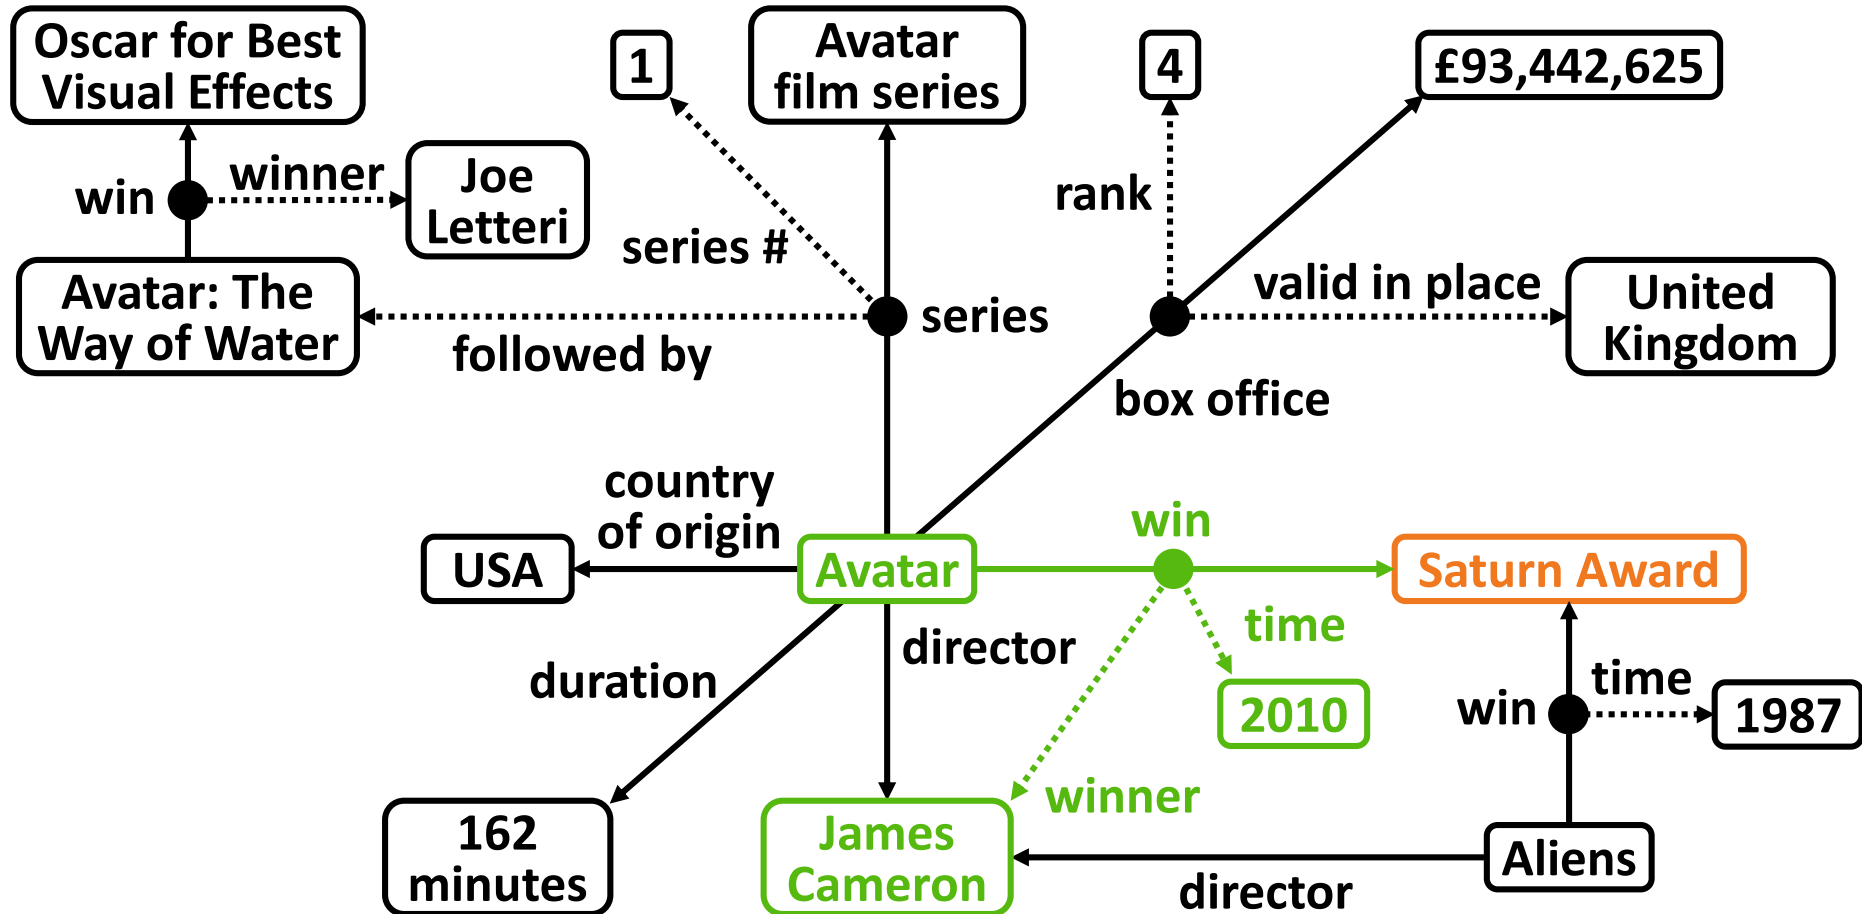 Oscar for Best
Visual Effects
1
Avatar
film series
4
£93,442,625
win
winner
Joe
Letteri
series #
rank
Avatar: The
Way of Water
followed by
series
valid in place
United
Kingdom
box office
country
of origin
win
USA
Avatar
Saturn Award
duration
director
time
2010
win
time
1987
winner
162
minutes
James
Cameron
director
Aliens